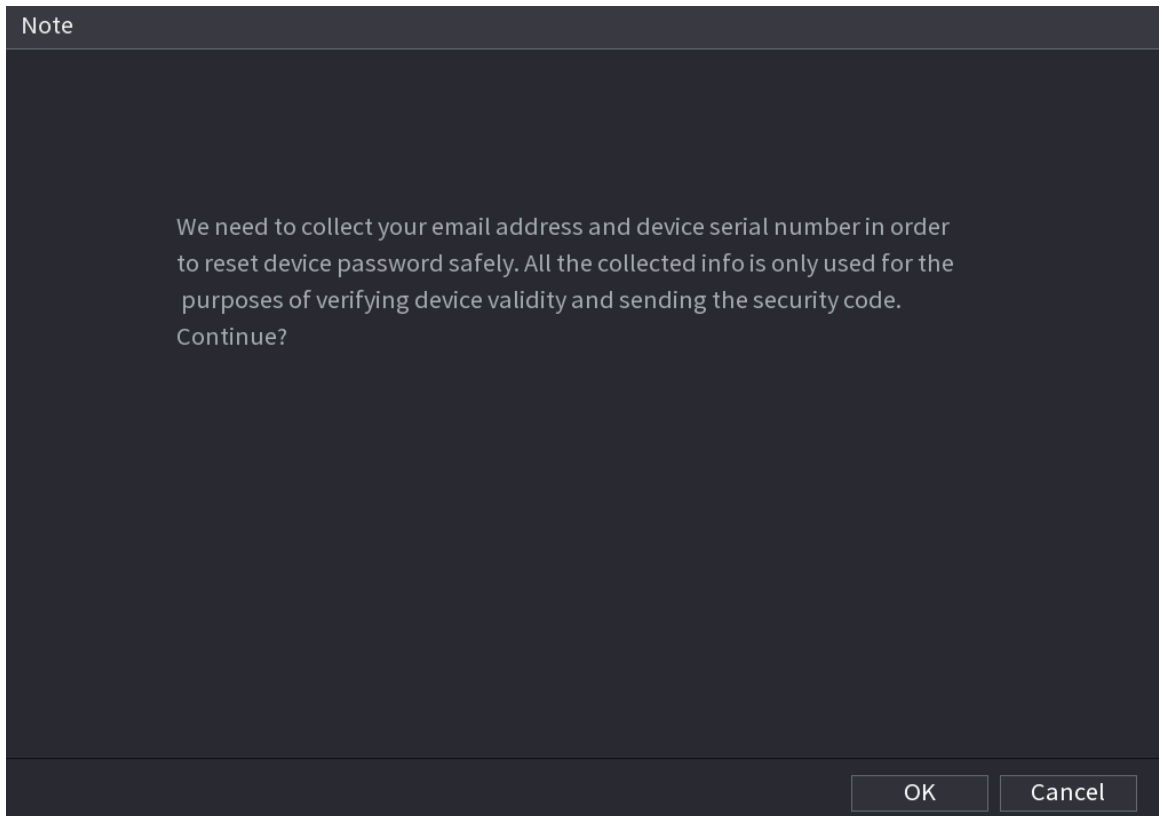 Note
We need to collect your email address and device serial number in order
to reset device password safely. All the collected info is only used for the
purposes of verifying device validity and sending the security code.
Continue?
OK
Cancel